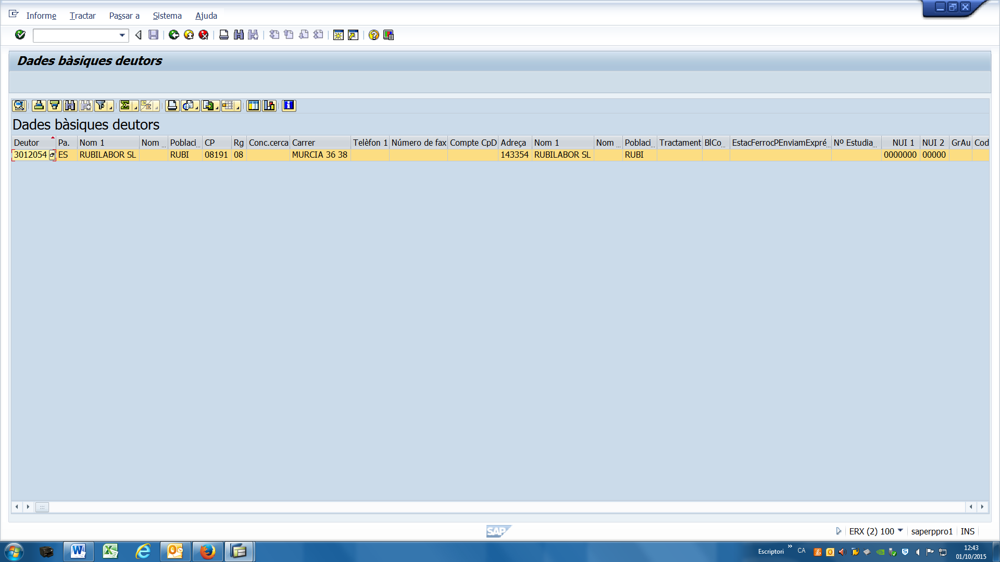 Informe Tractar Passar a Sistema Ajuda
Dades bàsiques deutors
Dades bàsiques deutors
Deutor Pa. Nom 1 Nom ... Poblaci... CP Rg Conc.cerca Carrer Telèfon 1 Número de fax Compte CpD Adreça Nom 1 Nom ... Poblaci... Tractament BlCo... EstacFerrocPEnviamExpré... Nº Estudia... NUI 1 NUI 2 GrAu Cod
3012054 ES RUBILABOR SL RUBI 08191 08 MURCIA 36 38 143354 RUBILABOR SL RUBI 0000000 00000
SAP
ERX (2) 100 saperppro1 INS
Escriptori » CA 12:43
01/10/2015